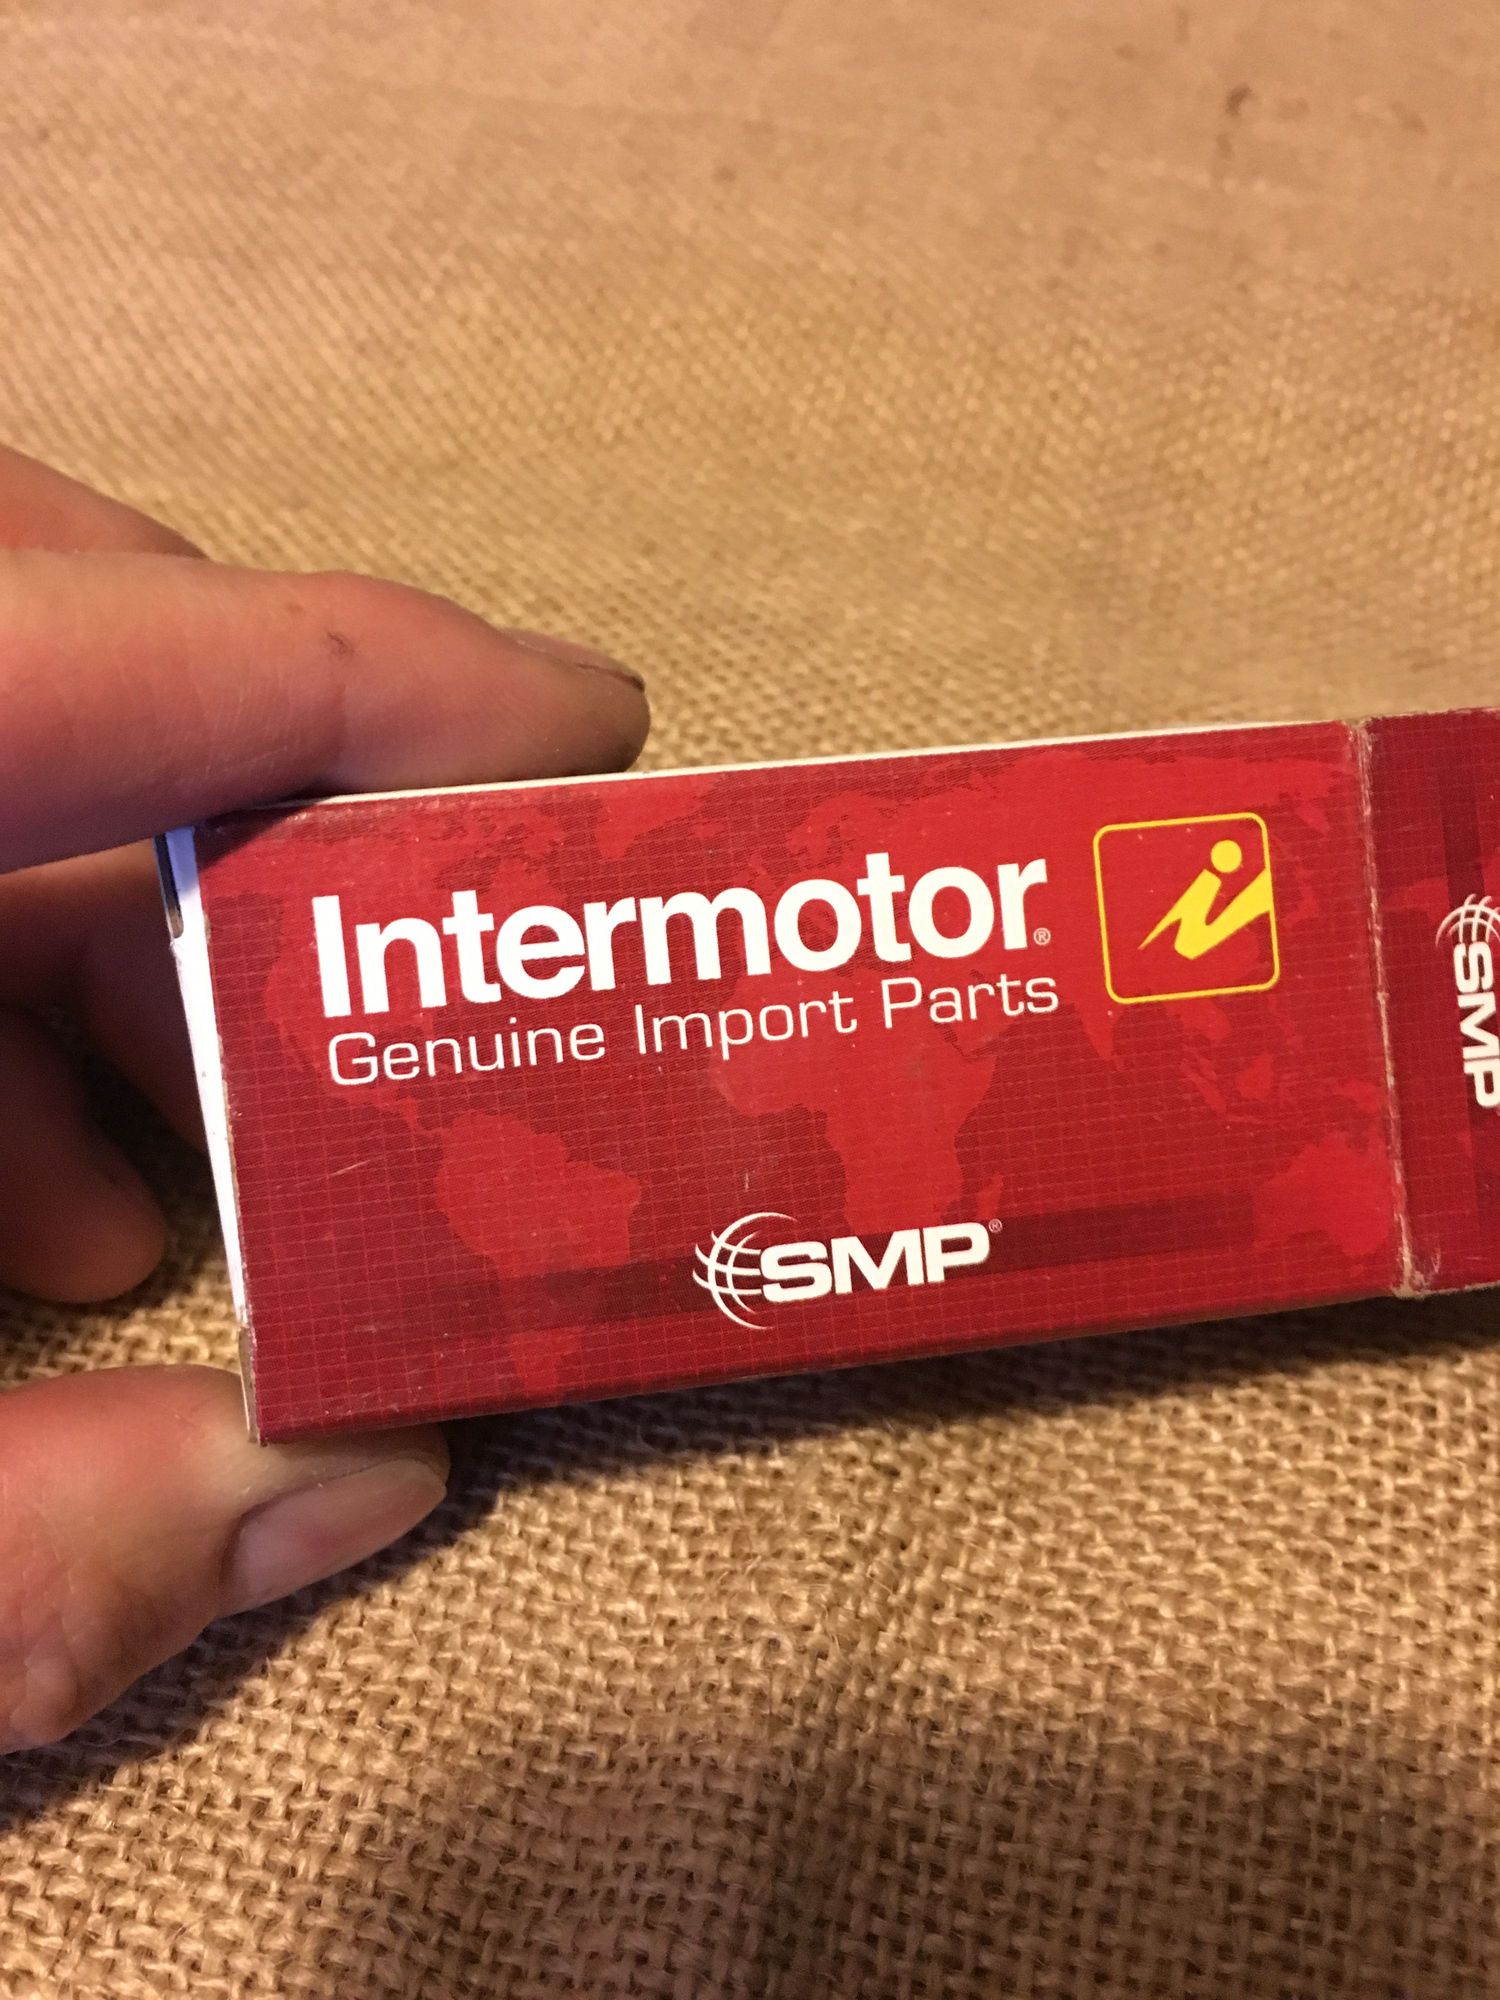 Intermotor®
Genuine Import Parts
SMP®
SMP